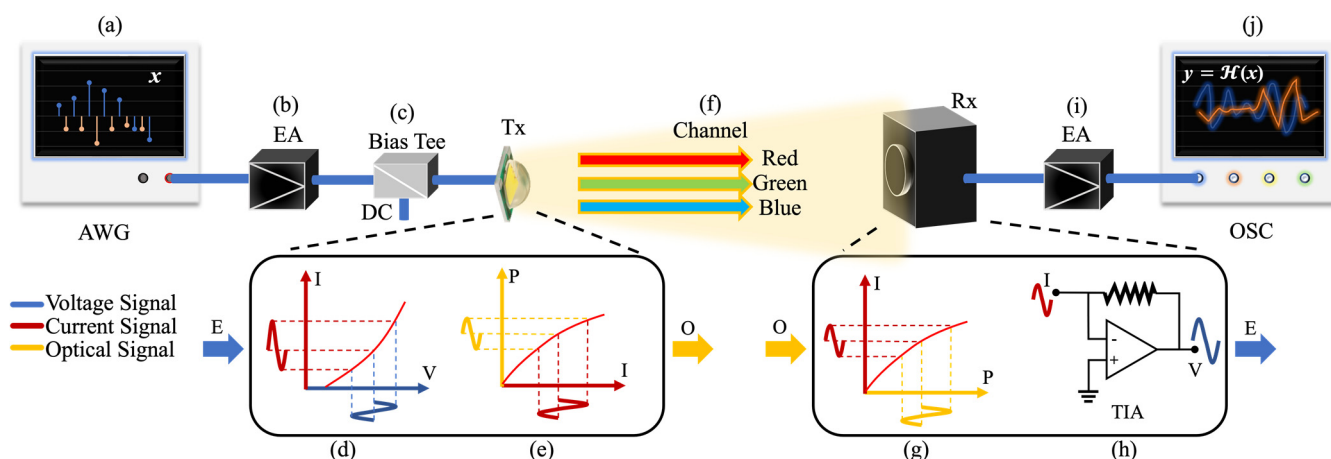 (a)
x
AWG
(b)
EA
(c)
Bias Tee
DC
Tx
(f)
Channel
Red
Green
Blue
Rx
(i)
EA
(j)
y = ℋ(x)
OSC
Voltage Signal
Current Signal
Optical Signal
E
I
V
(d)
P
I
(e)
O
O
I
P
(g)
I
-
+
V
TIA
(h)
E